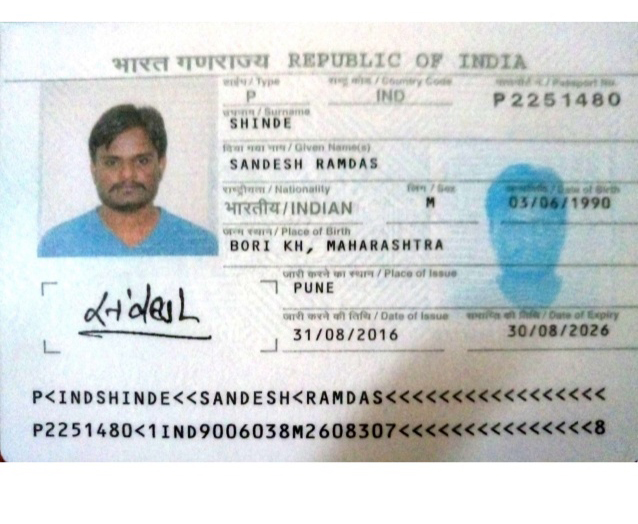 भारत गणराज्य REPUBLIC OF INDIA
टाईप/Type राष्ट्र कोड/Country Code पासपोर्ट नं./Passport No.
P IND P2251480
उपनाम/Surname
SHINDE
दिया गया नाम/Given Name(s)
SANDESH RAMDAS
राष्ट्रीयता/Nationality लिंग/Sex जन्मतिथि/Date of Birth
भारतीय/INDIAN M 03/06/1990
जन्म स्थान/Place of Birth
BORI KH, MAHARASHTRA
जारी करने का स्थान/Place of Issue
PUNE
जारी करने की तिथि/Date of Issue समाप्ति की तिथि/Date of Expiry
31/08/2016 30/08/2026
P<INDSHINDE<<SANDESH<RAMDAS<<<<<<<<<<<<<<<<<
P2251480<1IND9006038M2608307<<<<<<<<<<<<<<<8